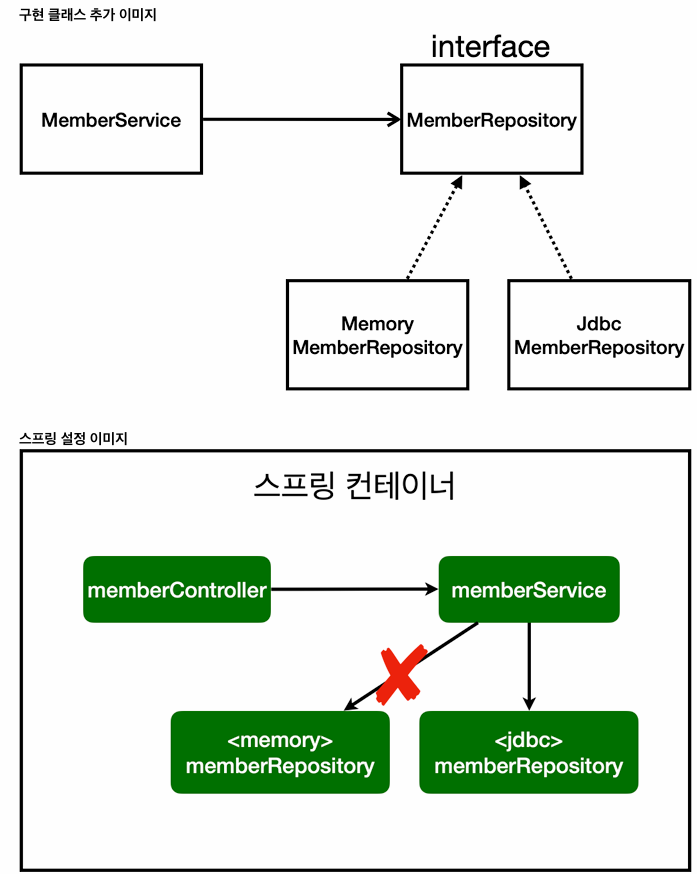 구현 클래스 추가 이미지
interface
MemberService
MemberRepository
Memory
MemberRepository
Jdbc
MemberRepository
스프링 설정 이미지
스프링 컨테이너
memberController
memberService
<memory>
memberRepository
<jdbc>
memberRepository